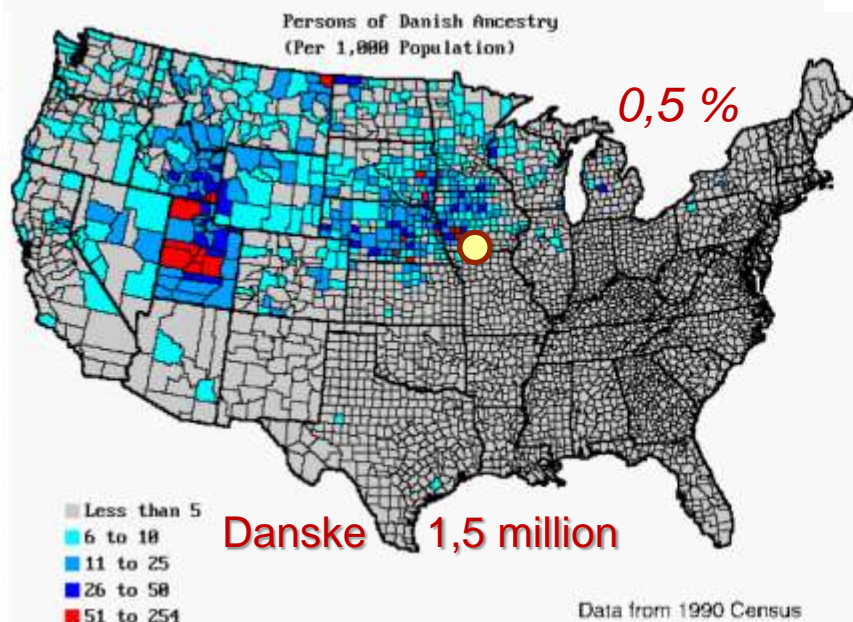 Persons of Danish Ancestry
(Per 1,000 Population)
0,5 %
Less than 5
6 to 10
11 to 25
26 to 50
51 to 254
Danske 1,5 million
Data from 1990 Census